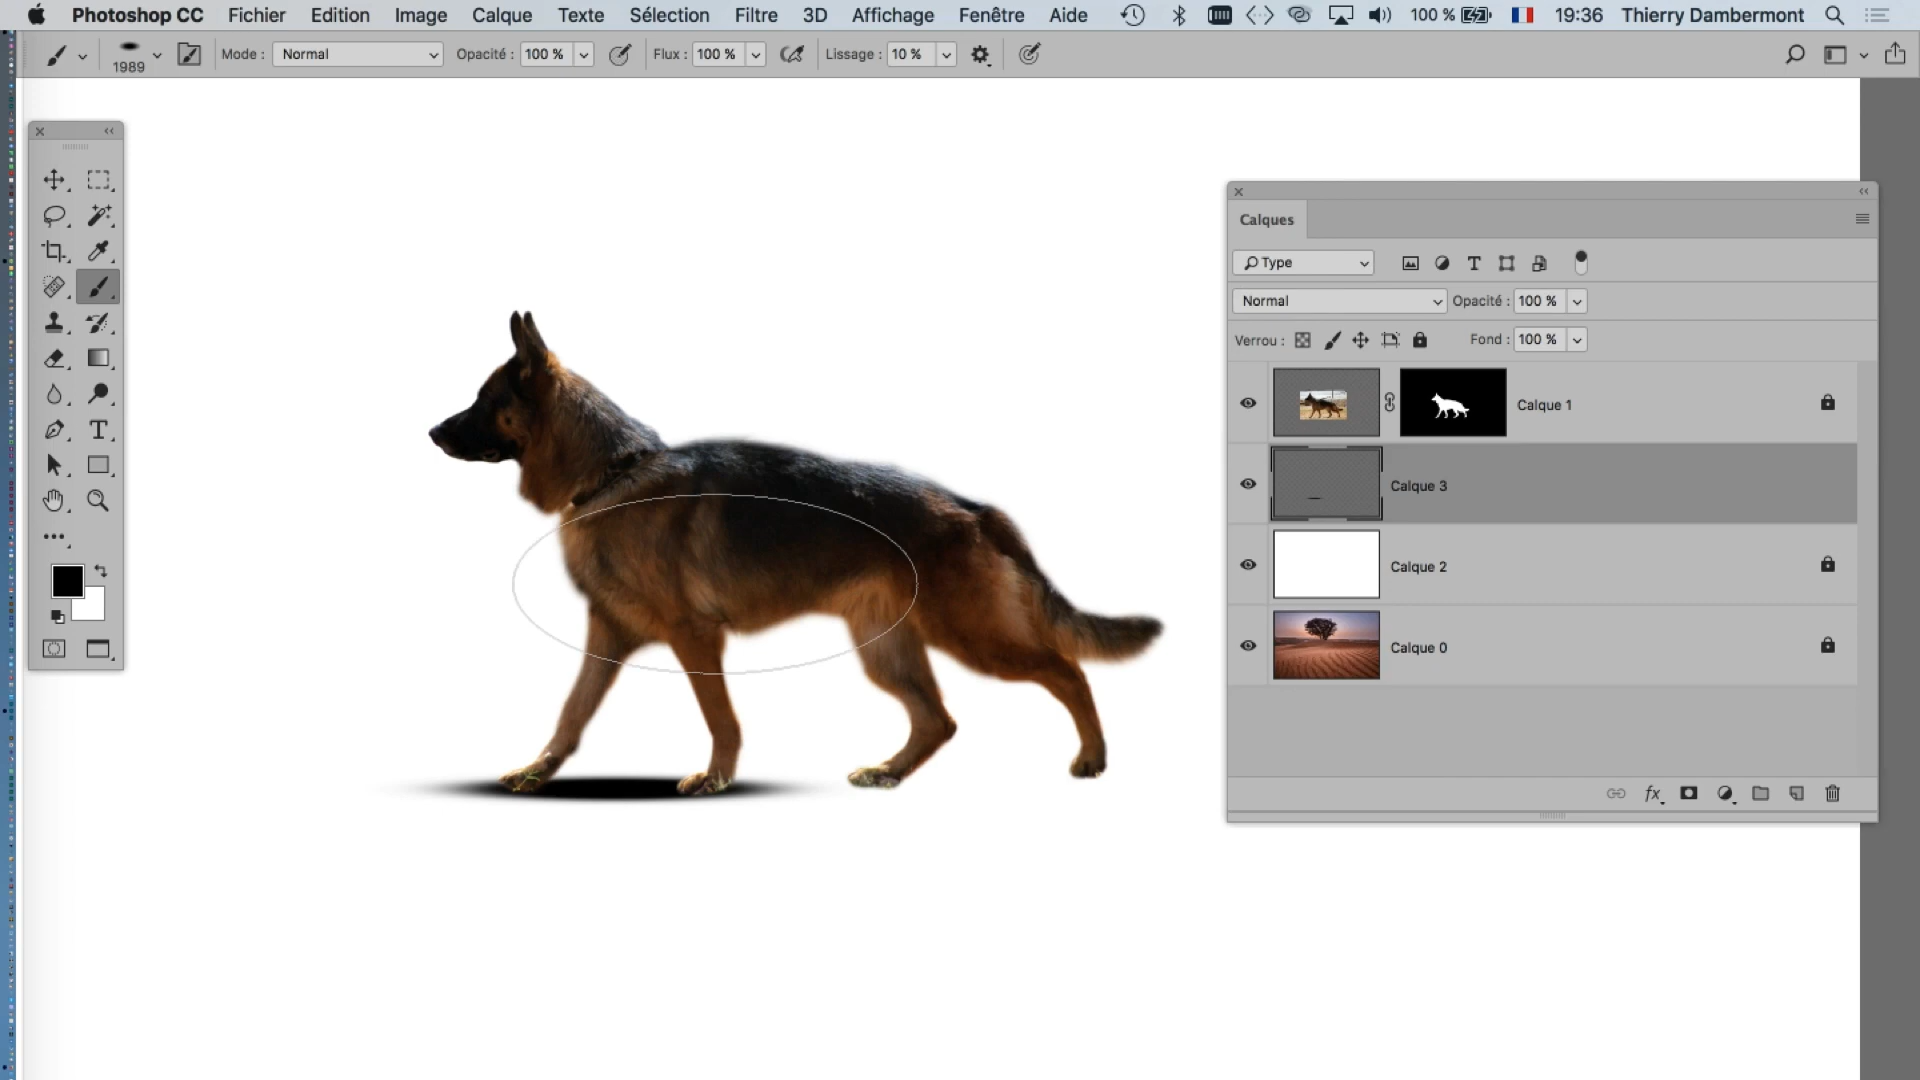 Photoshop CC Fichier Edition Image Calque Texte Sélection Filtre 3D Affichage Fenêtre Aide 100 % 19:36 Thierry Dambermont
1989 Mode : Normal Opacité : 100 % Flux : 100 % Lissage : 10 %
Calques
Type
Normal Opacité : 100 %
Verrou : Fond : 100 %
Calque 1
Calque 3
Calque 2
Calque 0
fx